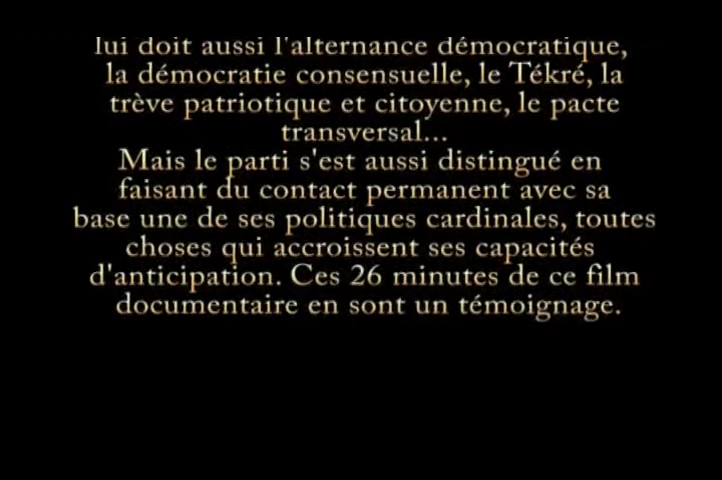 lui doit aussi l'alternance démocratique,
la démocratie consensuelle, le Tékré, la
trève patriotique et citoyenne, le pacte
transversal...
Mais le parti s'est aussi distingué en
faisant du contact permanent avec sa
base une de ses politiques cardinales, toutes
choses qui accroissent ses capacités
d'anticipation. Ces 26 minutes de ce film
documentaire en sont un témoignage.